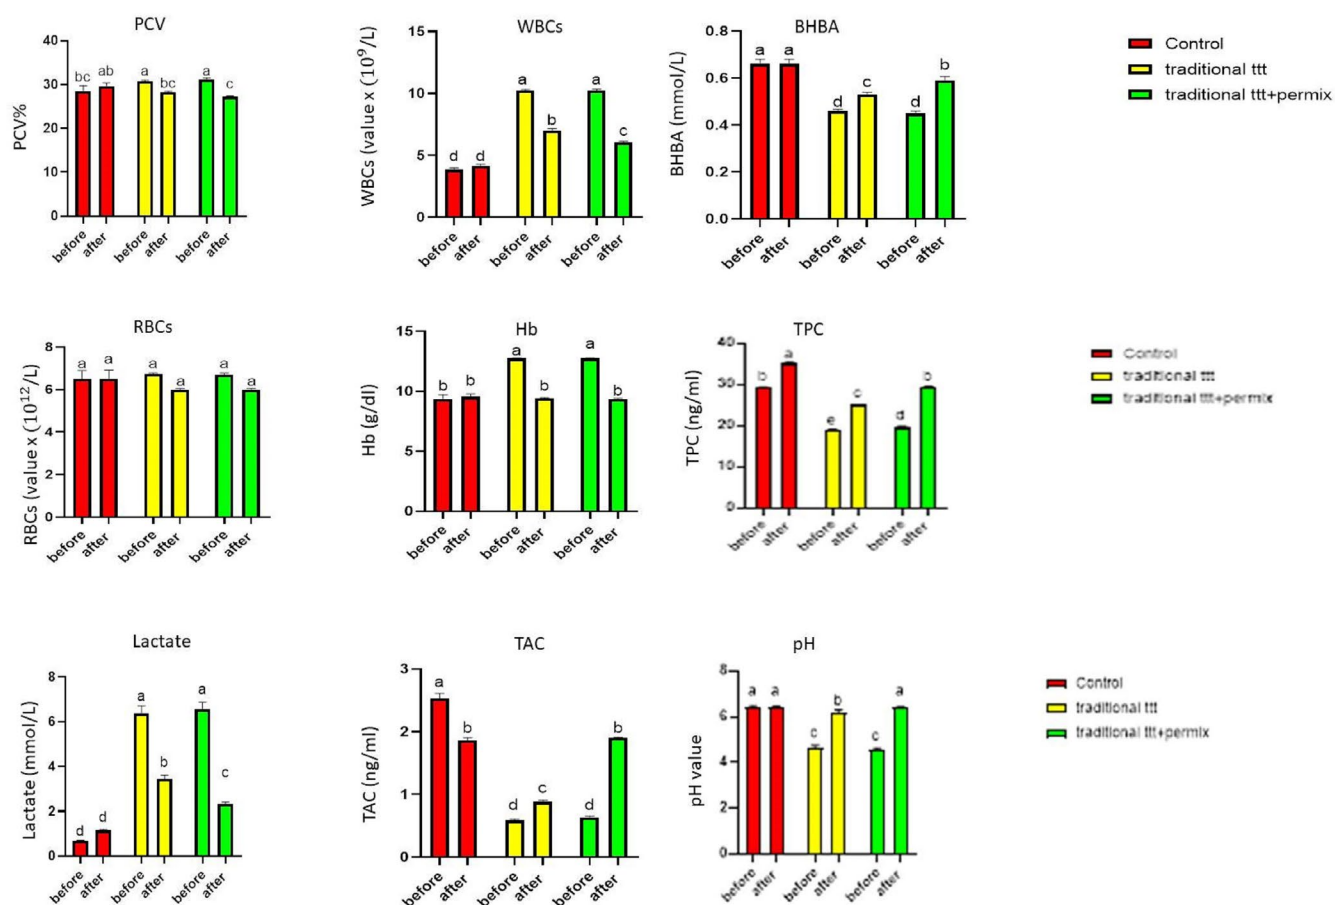 PCV
PCV%
40
30
20
10
0
bc ab a bc a c
before after before after before after
WBCs
WBCs (value x (10⁹/L)
15
10
5
0
d d a b a c
before after before after before after
BHBA
BHBA (mmol/L)
0.8
0.6
0.4
0.2
0.0
a a d c d b
before after before after before after
Control
traditional ttt
traditional ttt+permix
RBCs
RBCs (value x (10¹²/L)
8
6
4
2
0
a a a a a a
before after before after before after
Hb
Hb (g/dl)
15
10
5
0
b b a b a b
before after before after before after
TPC
TPC (ng/ml)
40
30
20
10
0
b a e c d b
before after before after before after
Control
traditional ttt
traditional ttt+permix
Lactate
Lactate (mmol/L)
8
6
4
2
0
d d a b a c
before after before after before after
TAC
TAC (ng/ml)
3
2
1
0
a b d c d b
before after before after before after
pH
pH value
8
6
4
2
0
a a c b c a
before after before after before after
Control
traditional ttt
traditional ttt+permix